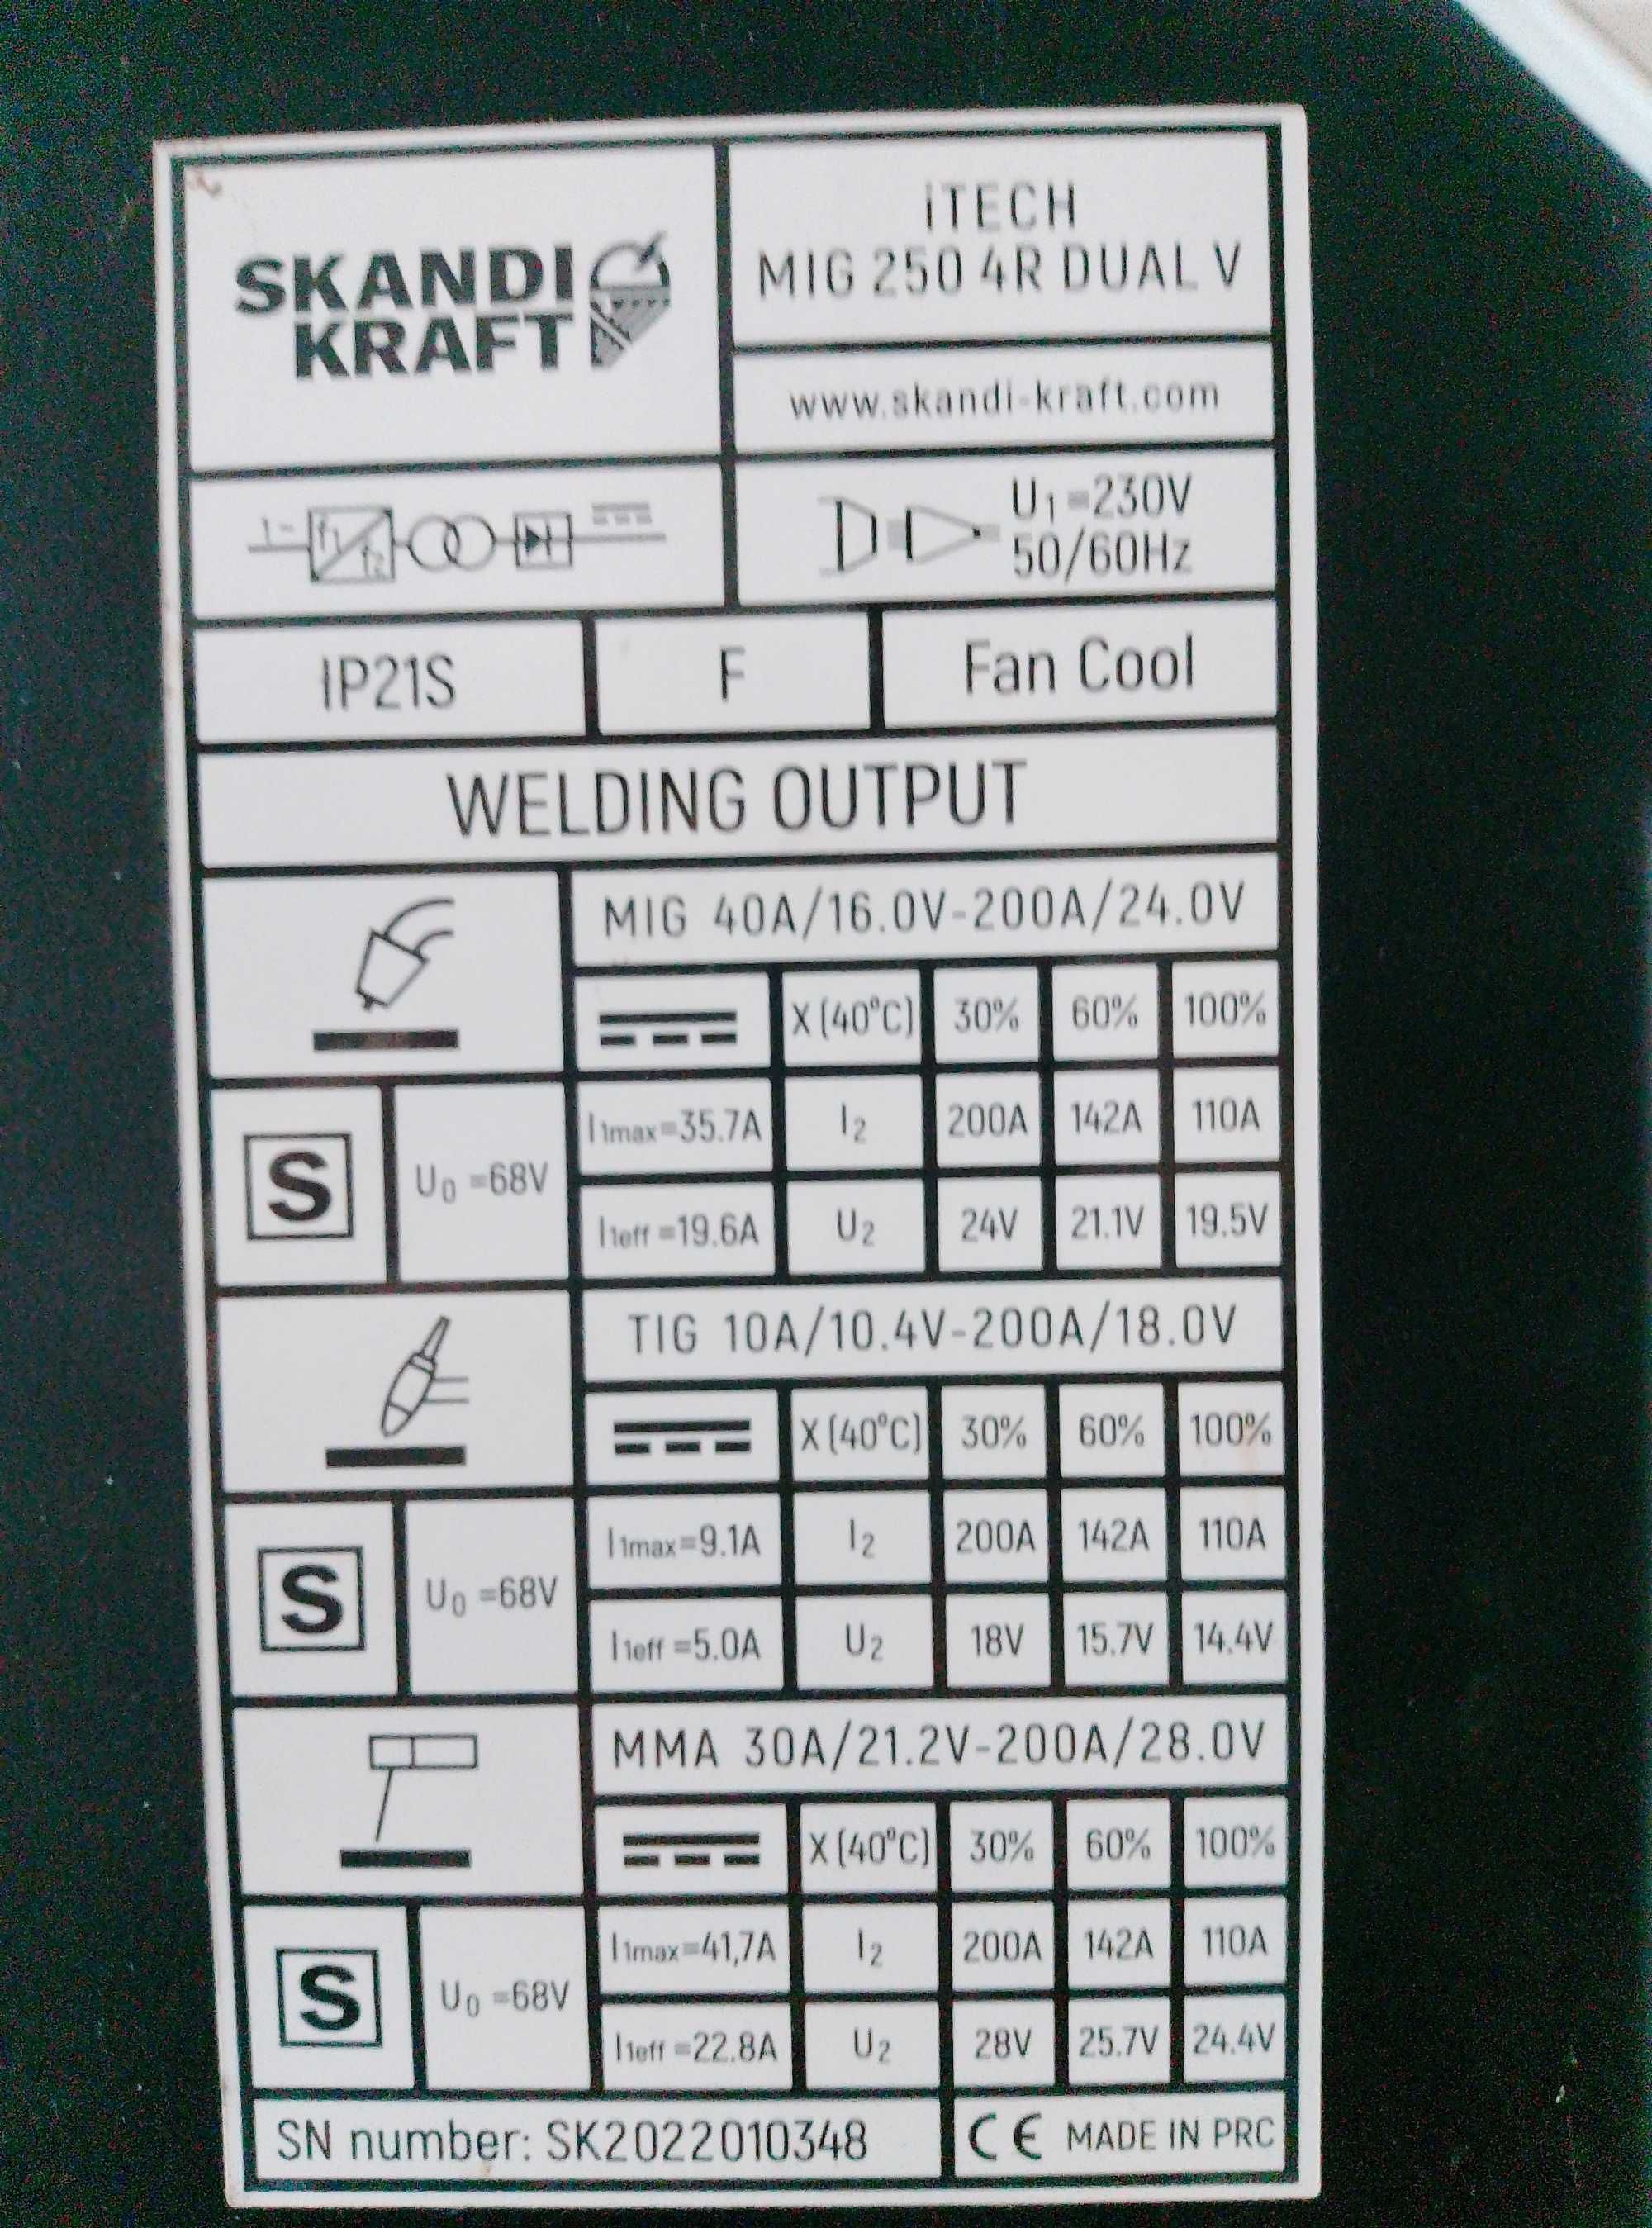 SKANDI
KRAFT
iTECH
MIG 250 4R DUAL V
www.skandi-kraft.com
1~ f1 f2
U1=230V
50/60Hz
IP21S
F
Fan Cool
WELDING OUTPUT
MIG 40A/16.0V-200A/24.0V
X (40°C) 30% 60% 100%
S
U0 =68V
I1max=35.7A I2 200A 142A 110A
I1eff =19.6A U2 24V 21.1V 19.5V
TIG 10A/10.4V-200A/18.0V
X (40°C) 30% 60% 100%
S
U0 =68V
I1max=9.1A I2 200A 142A 110A
I1eff =5.0A U2 18V 15.7V 14.4V
MMA 30A/21.2V-200A/28.0V
X (40°C) 30% 60% 100%
S
U0 =68V
I1max=41,7A I2 200A 142A 110A
I1eff =22.8A U2 28V 25.7V 24.4V
SN number: SK2022010348
CE MADE IN PRC